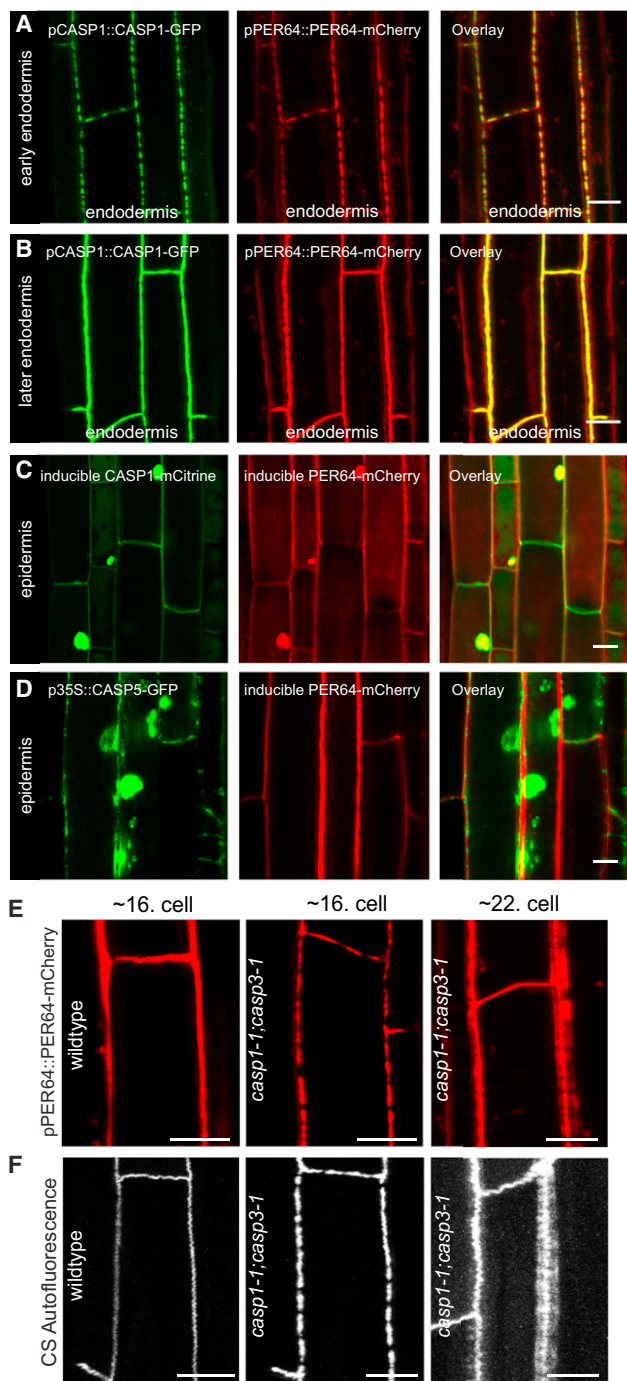 A
pCASP1::CASP1-GFP
pPER64::PER64-mCherry
Overlay
early endodermis
endodermis
endodermis
B
pCASP1::CASP1-GFP
pPER64::PER64-mCherry
Overlay
later endodermis
endodermis
endodermis
C
inducible CASP1-mCitrine
inducible PER64-mCherry
Overlay
epidermis
D
p35S::CASP5-GFP
inducible PER64-mCherry
Overlay
epidermis
E
~16. cell
~16. cell
~22. cell
pPER64::PER64-mCherry
wildtype
casp1-1;casp3-1
casp1-1;casp3-1
F
CS Autofluorescence
wildtype
casp1-1;casp3-1
casp1-1;casp3-1